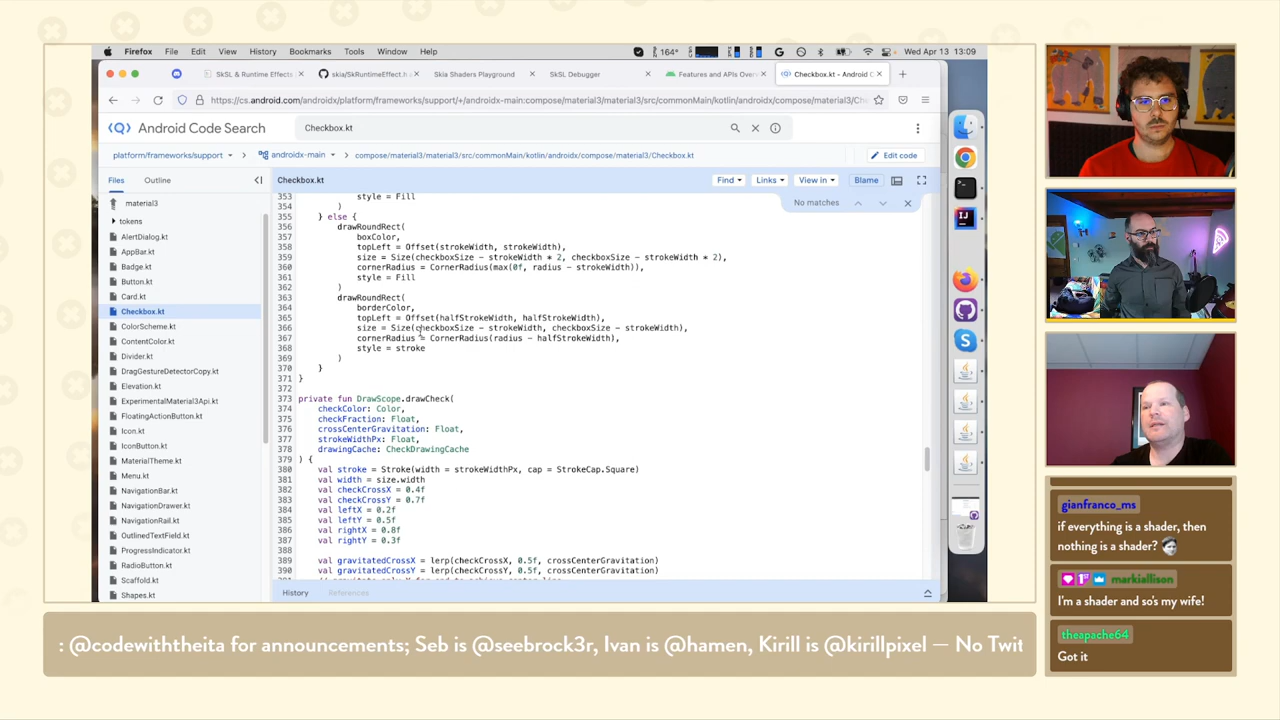 Firefox File Edit View History Bookmarks Tools Window Help
164° Wed Apr 13 13:09
SkSL & Runtime Effects
skia/SkRuntimeEffect.h
Skia Shaders Playground
SkSL Debugger
Features and APIs Over
Checkbox.kt - Android C
https://cs.android.com/androidx/platform/frameworks/support/+/androidx-main:compose/material3/material3/src/commonMain/kotlin/androidx/compose/material3/Che
Android Code Search
Checkbox.kt
platform/frameworks/support
androidx-main
compose/material3/material3/src/commonMain/kotlin/androidx/compose/material3/Checkbox.kt
Edit code
Files Outline
Checkbox.kt
Find Links View in Blame
No matches
material3
tokens
AlertDialog.kt
AppBar.kt
Badge.kt
Button.kt
Card.kt
Checkbox.kt
ColorScheme.kt
ContentColor.kt
Divider.kt
DragGestureDetectorCopy.kt
Elevation.kt
ExperimentalMaterial3Api.kt
FloatingActionButton.kt
Icon.kt
IconButton.kt
MaterialTheme.kt
Menu.kt
NavigationBar.kt
NavigationDrawer.kt
NavigationRail.kt
OutlinedTextField.kt
ProgressIndicator.kt
RadioButton.kt
Scaffold.kt
Shapes.kt
353 style = Fill
354 )
355 } else {
356 drawRoundRect(
357 boxColor,
358 topLeft = Offset(strokeWidth, strokeWidth),
359 size = Size(checkboxSize - strokeWidth * 2, checkboxSize - strokeWidth * 2),
360 cornerRadius = CornerRadius(max(0f, radius - strokeWidth)),
361 style = Fill
362 )
363 drawRoundRect(
364 borderColor,
365 topLeft = Offset(halfStrokeWidth, halfStrokeWidth),
366 size = Size(checkboxSize - strokeWidth, checkboxSize - strokeWidth),
367 cornerRadius = CornerRadius(radius - halfStrokeWidth),
368 style = stroke
369 )
370 }
371 }
372
373 private fun DrawScope.drawCheck(
374 checkColor: Color,
375 checkFraction: Float,
376 crossCenterGravitation: Float,
377 strokeWidthPx: Float,
378 drawingCache: CheckDrawingCache
379 ) {
380 val stroke = Stroke(width = strokeWidthPx, cap = StrokeCap.Square)
381 val width = size.width
382 val checkCrossX = 0.4f
383 val checkCrossY = 0.7f
384 val leftX = 0.2f
385 val leftY = 0.5f
386 val rightX = 0.8f
387 val rightY = 0.3f
388
389 val gravitatedCrossX = lerp(checkCrossX, 0.5f, crossCenterGravitation)
390 val gravitatedCrossY = lerp(checkCrossY, 0.5f, crossCenterGravitation)
History References
gianfranco_ms
if everything is a shader, then
nothing is a shader?
markiallison
I'm a shader and so's my wife!
theapache64
Got it
: @codewiththeita for announcements; Seb is @seebrock3r, Ivan is @hamen, Kirill is @kirillpixel — No Twit